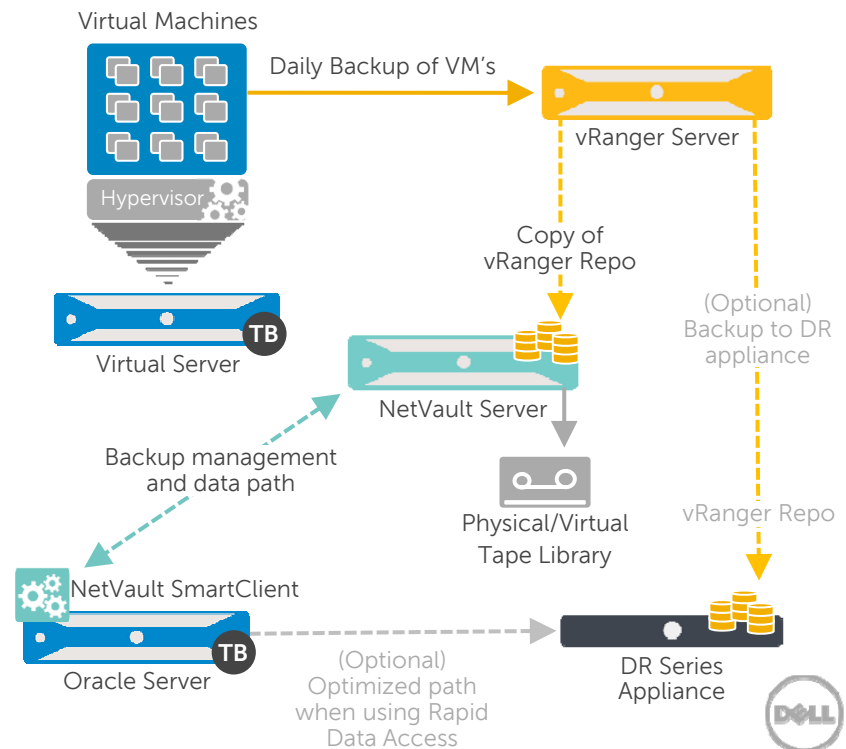 Virtual Machines
Daily Backup of VM's
vRanger Server
Hypervisor
Copy of
vRanger Repo
(Optional)
Backup to DR
appliance
TB
Virtual Server
NetVault Server
Backup management
and data path
Physical/Virtual
Tape Library
vRanger Repo
NetVault SmartClient
TB
Oracle Server
(Optional)
Optimized path
when using Rapid
Data Access
DR Series
Appliance
DELL